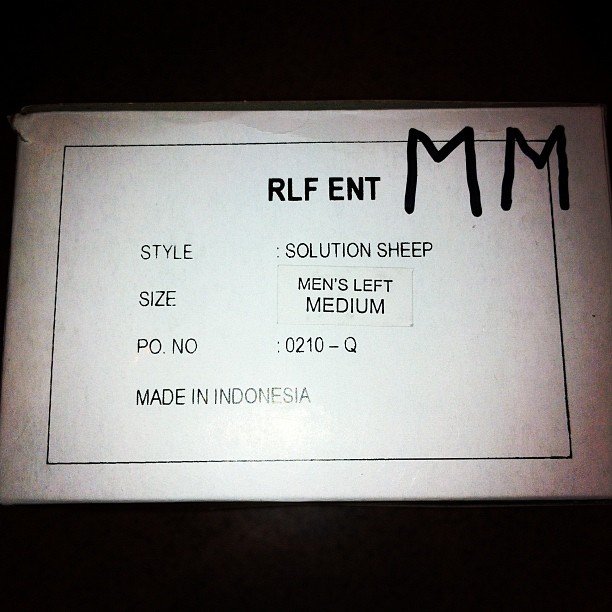 RLF ENT MM
STYLE : SOLUTION SHEEP
SIZE MEN'S LEFT
MEDIUM
PO. NO : 0210 – Q
MADE IN INDONESIA